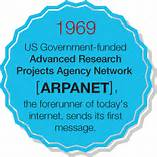 1969
US Government-funded
Advanced Research
Projects Agency Network
[ARPANET],
the forerunner of today's
internet, sends its first
message.